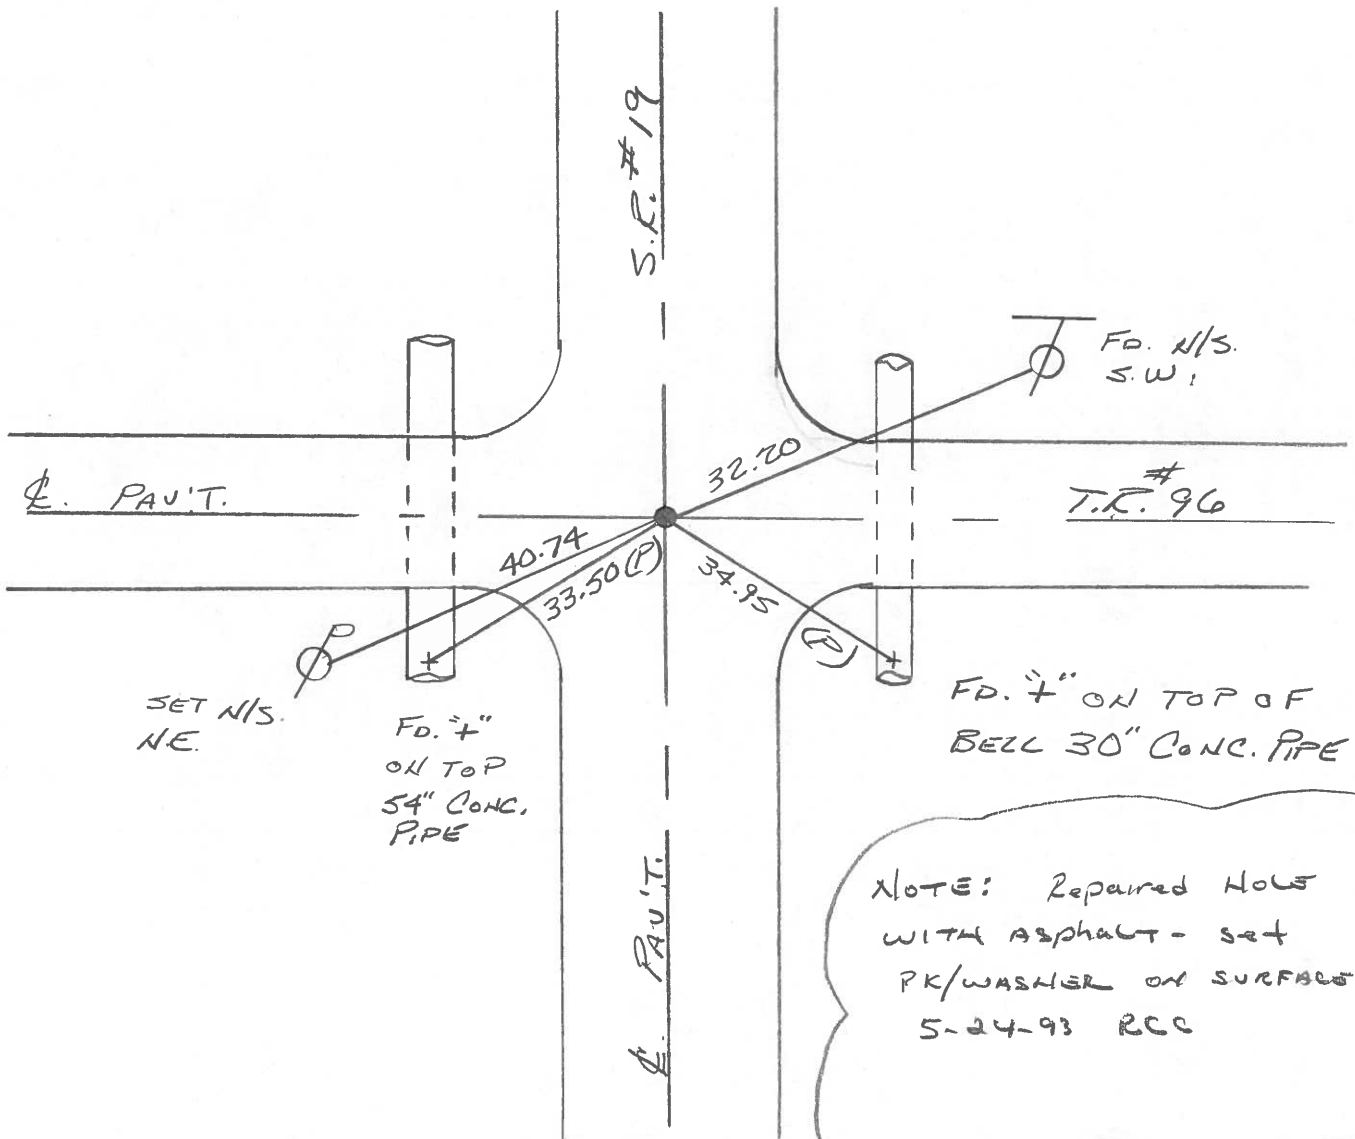 S.R. #19
FD. N/S.
S.W.
32.20
℄. PAV'T.
T.R. #96
40.74
33.50 (P)
34.95 (P)
SET N/S.
N.E.
FD. "+"
ON TOP
54" CONC.
PIPE
FD. "+" ON TOP OF
BELL 30" CONC. PIPE
℄. PAV'T.
NOTE: Repaired HOLE
WITH ASphaLT - set
PK/WASHER ON SURFACE
5-24-93 RCC